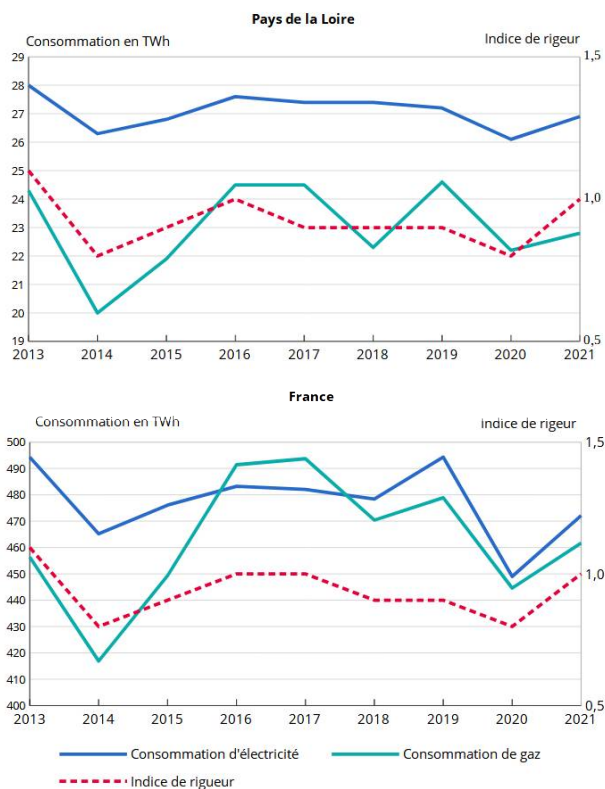 Pays de la Loire
Consommation en TWh Indice de rigeur
29 1,5
28
27
26
25
24 1,0
23
22
21
20
19 0,5
2013 2014 2015 2016 2017 2018 2019 2020 2021
France
Consommation en TWh indice de rigeur
500 1,5
490
480
470
460
450 1,0
440
430
420
410
400 0,5
2013 2014 2015 2016 2017 2018 2019 2020 2021
Consommation d'électricité Consommation de gaz
Indice de rigueur